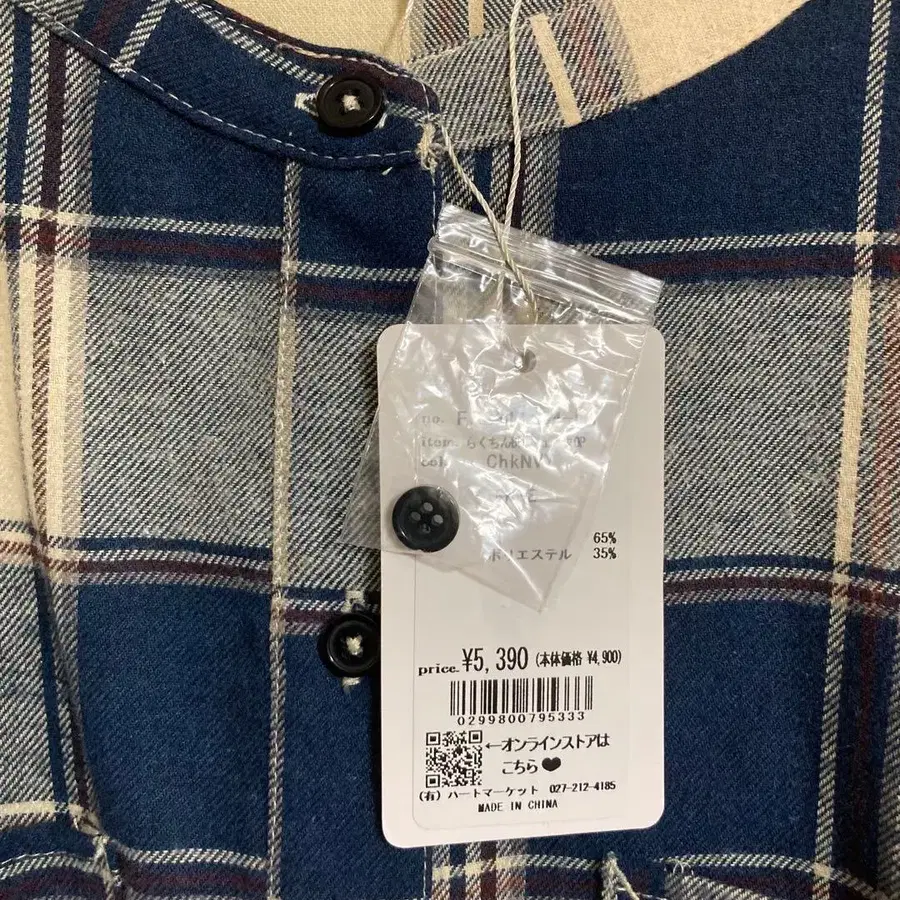 no. F
item. らくちん
col. ChkNV
65%
ポリエステル 35%
price. ¥5,390 (本体価格 ¥4,900)
0299800795333
←オンラインストアは
こちら♥
(有) ハートマーケット 027-212-4185
MADE IN CHINA